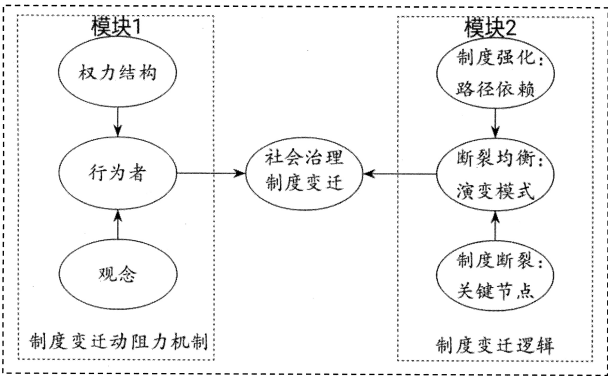 模块1
权力结构
行为者
观念
制度变迁动阻力机制
社会治理
制度变迁
模块2
制度强化：
路径依赖
断裂均衡：
演变模式
制度断裂：
关键节点
制度变迁逻辑